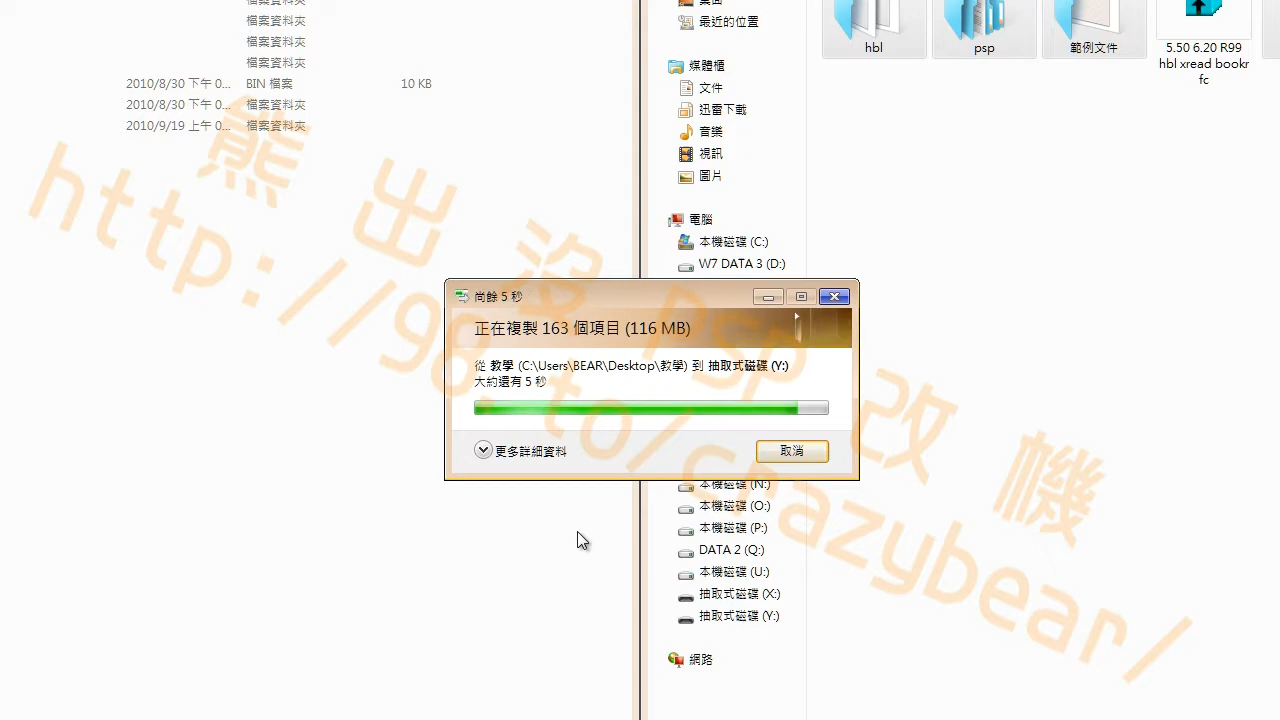 檔案資料夾
檔案資料夾
檔案資料夾
2010/8/30 下午 0... BIN 檔案 10 KB
2010/8/30 下午 0... 檔案資料夾
2010/9/19 上午 0... 檔案資料夾
最近的位置
媒體櫃
文件
迅雷下載
音樂
視訊
圖片
電腦
本機磁碟 (C:)
W7 DATA 3 (D:)
本機磁碟 (N:)
本機磁碟 (O:)
本機磁碟 (P:)
DATA 2 (Q:)
本機磁碟 (U:)
抽取式磁碟 (X:)
抽取式磁碟 (Y:)
網路
hbl
psp
範例文件
5.50 6.20 R99
hbl xread bookr
fc
尚餘 5 秒
正在複製 163 個項目 (116 MB)
從 教學 (C:\Users\BEAR\Desktop\教學) 到 抽取式磁碟 (Y:)
大約還有 5 秒
更多詳細資料
取消
熊出沒 PSP 改機
http://98.to/crazybear/